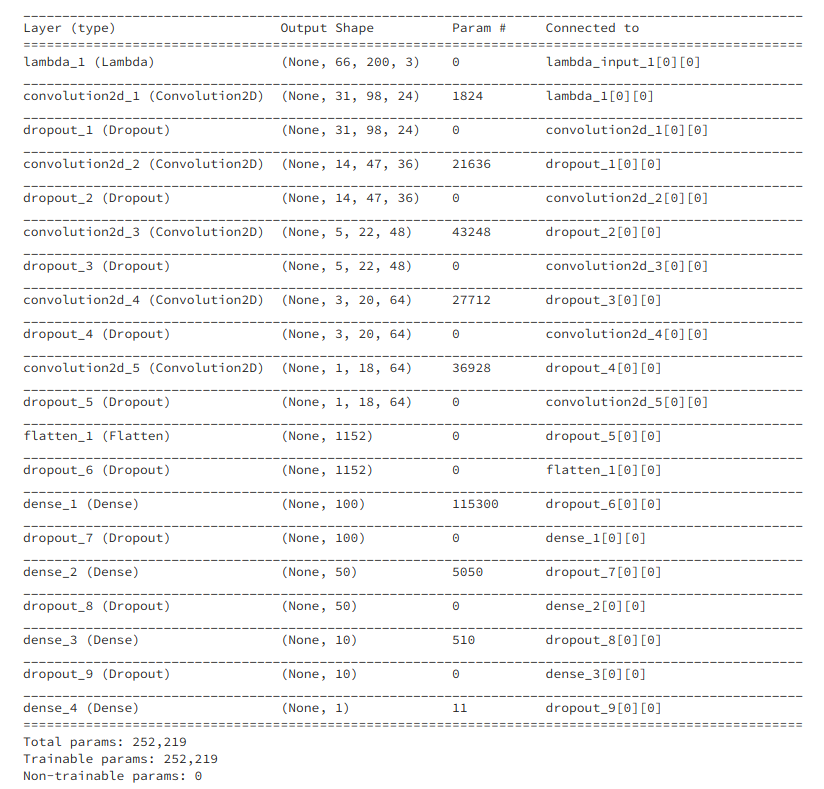 Layer (type) Output Shape Param # Connected to
lambda_1 (Lambda) (None, 66, 200, 3) 0 lambda_input_1[0][0]
convolution2d_1 (Convolution2D) (None, 31, 98, 24) 1824 lambda_1[0][0]
dropout_1 (Dropout) (None, 31, 98, 24) 0 convolution2d_1[0][0]
convolution2d_2 (Convolution2D) (None, 14, 47, 36) 21636 dropout_1[0][0]
dropout_2 (Dropout) (None, 14, 47, 36) 0 convolution2d_2[0][0]
convolution2d_3 (Convolution2D) (None, 5, 22, 48) 43248 dropout_2[0][0]
dropout_3 (Dropout) (None, 5, 22, 48) 0 convolution2d_3[0][0]
convolution2d_4 (Convolution2D) (None, 3, 20, 64) 27712 dropout_3[0][0]
dropout_4 (Dropout) (None, 3, 20, 64) 0 convolution2d_4[0][0]
convolution2d_5 (Convolution2D) (None, 1, 18, 64) 36928 dropout_4[0][0]
dropout_5 (Dropout) (None, 1, 18, 64) 0 convolution2d_5[0][0]
flatten_1 (Flatten) (None, 1152) 0 dropout_5[0][0]
dropout_6 (Dropout) (None, 1152) 0 flatten_1[0][0]
dense_1 (Dense) (None, 100) 115300 dropout_6[0][0]
dropout_7 (Dropout) (None, 100) 0 dense_1[0][0]
dense_2 (Dense) (None, 50) 5050 dropout_7[0][0]
dropout_8 (Dropout) (None, 50) 0 dense_2[0][0]
dense_3 (Dense) (None, 10) 510 dropout_8[0][0]
dropout_9 (Dropout) (None, 10) 0 dense_3[0][0]
dense_4 (Dense) (None, 1) 11 dropout_9[0][0]
Total params: 252,219
Trainable params: 252,219
Non-trainable params: 0